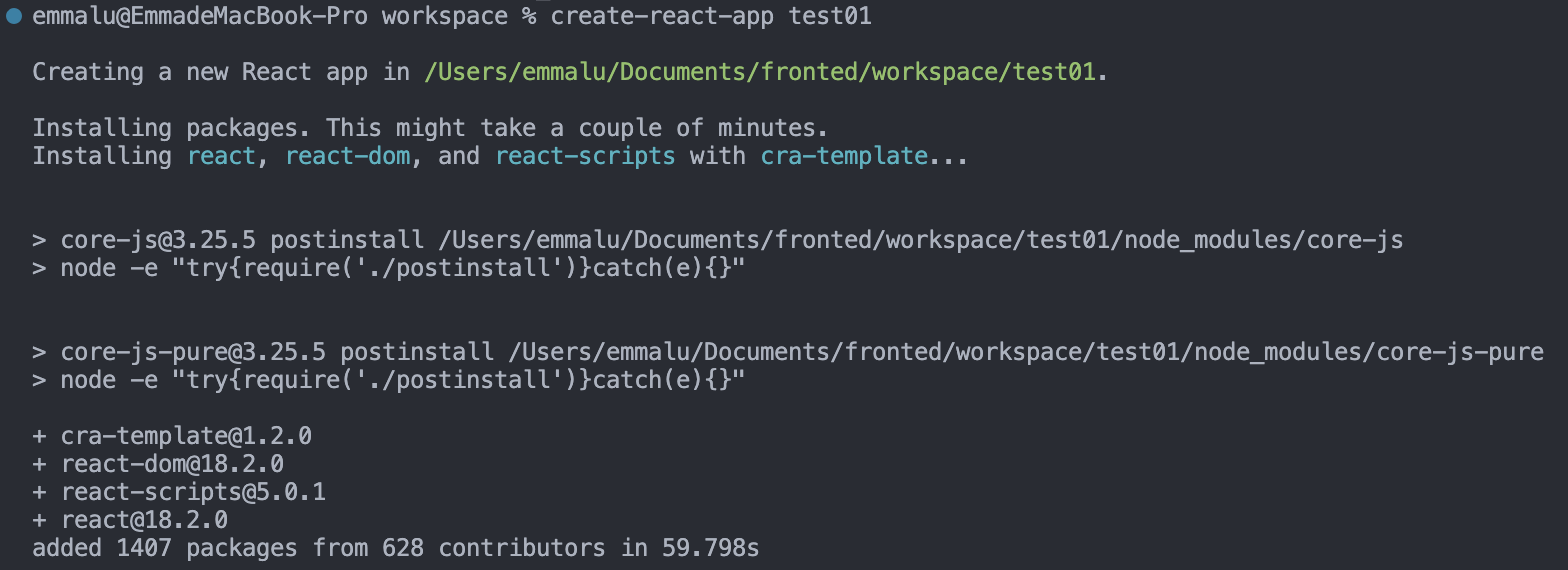 emmalu@EmmadeMacBook-Pro workspace % create-react-app test01
Creating a new React app in /Users/emmalu/Documents/fronted/workspace/test01.
Installing packages. This might take a couple of minutes.
Installing react, react-dom, and react-scripts with cra-template...
> core-js@3.25.5 postinstall /Users/emmalu/Documents/fronted/workspace/test01/node_modules/core-js
> node -e "try{require('./postinstall')}catch(e){}"
> core-js-pure@3.25.5 postinstall /Users/emmalu/Documents/fronted/workspace/test01/node_modules/core-js-pure
> node -e "try{require('./postinstall')}catch(e){}"
+ cra-template@1.2.0
+ react-dom@18.2.0
+ react-scripts@5.0.1
+ react@18.2.0
added 1407 packages from 628 contributors in 59.798s